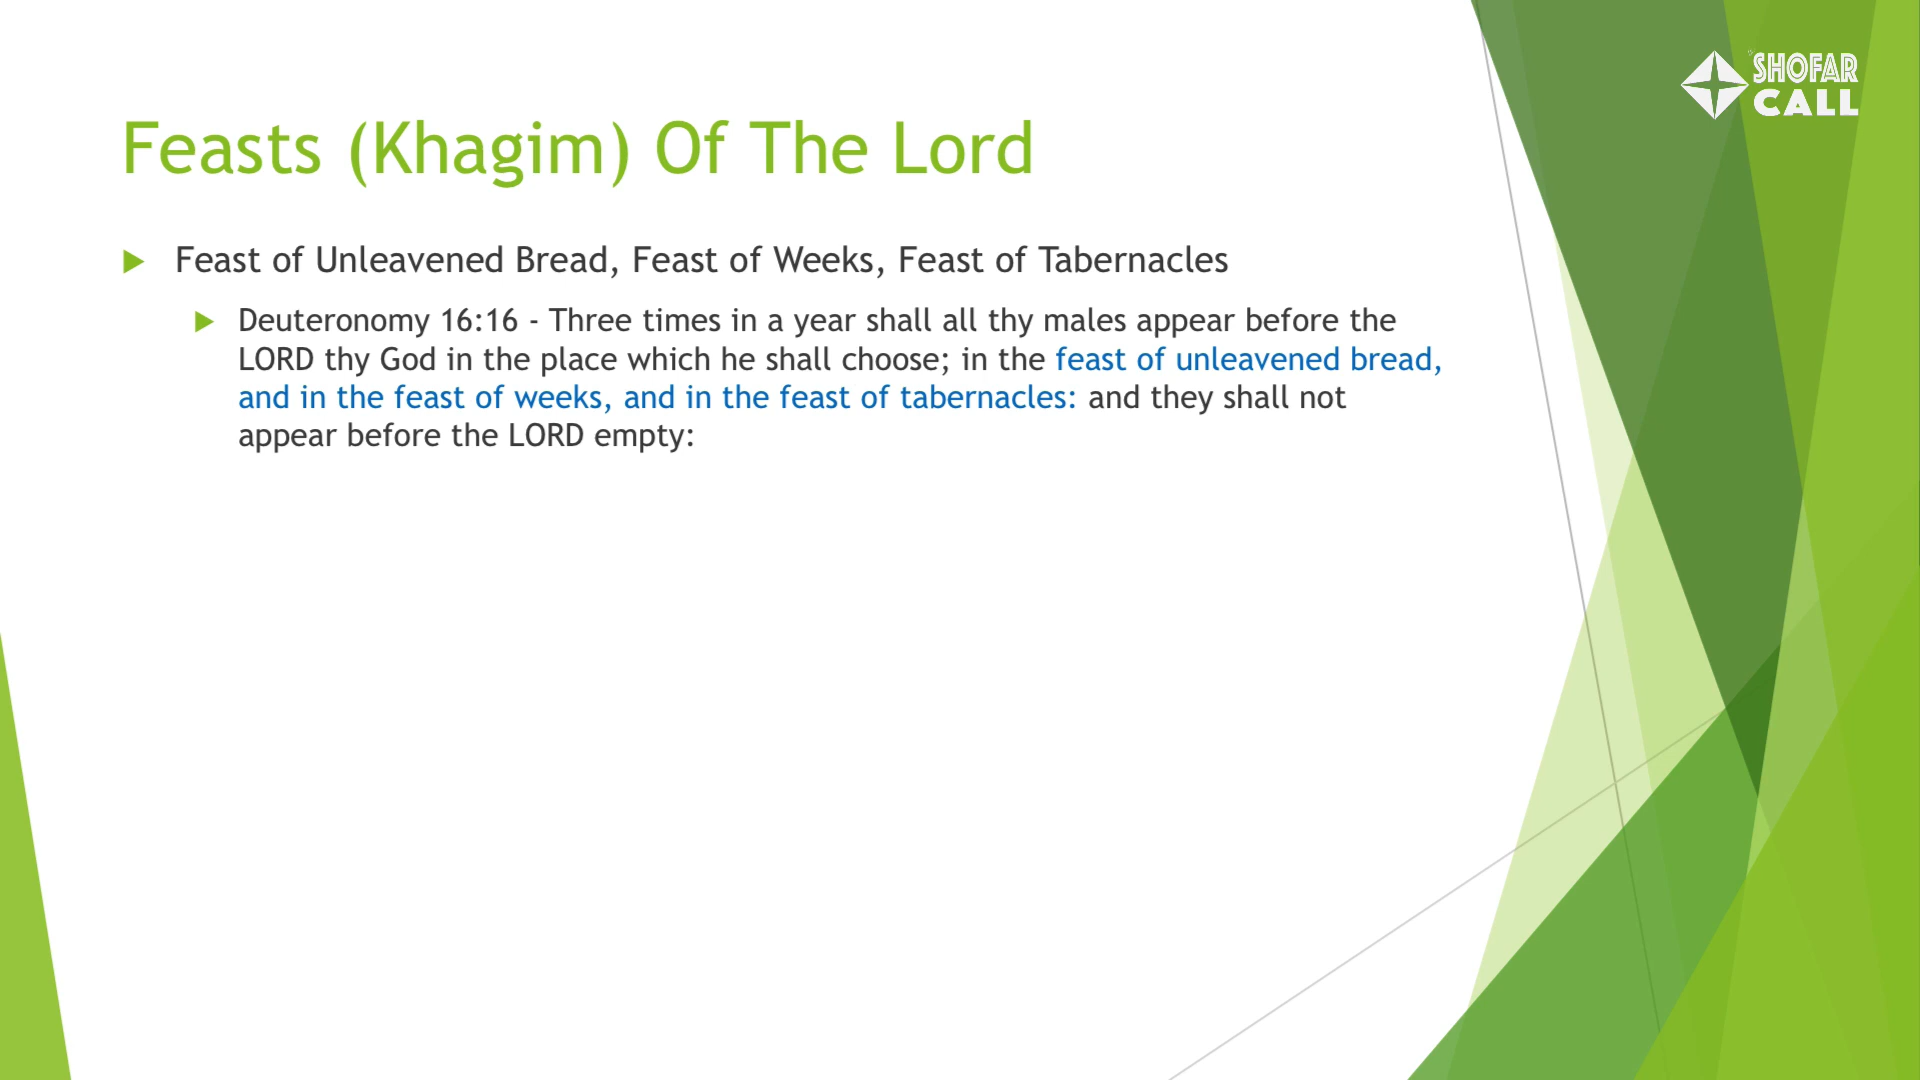 SHOFAR
CALL
Feasts (Khagim) Of The Lord
Feast of Unleavened Bread, Feast of Weeks, Feast of Tabernacles
Deuteronomy 16:16 - Three times in a year shall all thy males appear before the
LORD thy God in the place which he shall choose; in the feast of unleavened bread,
and in the feast of weeks, and in the feast of tabernacles: and they shall not
appear before the LORD empty: